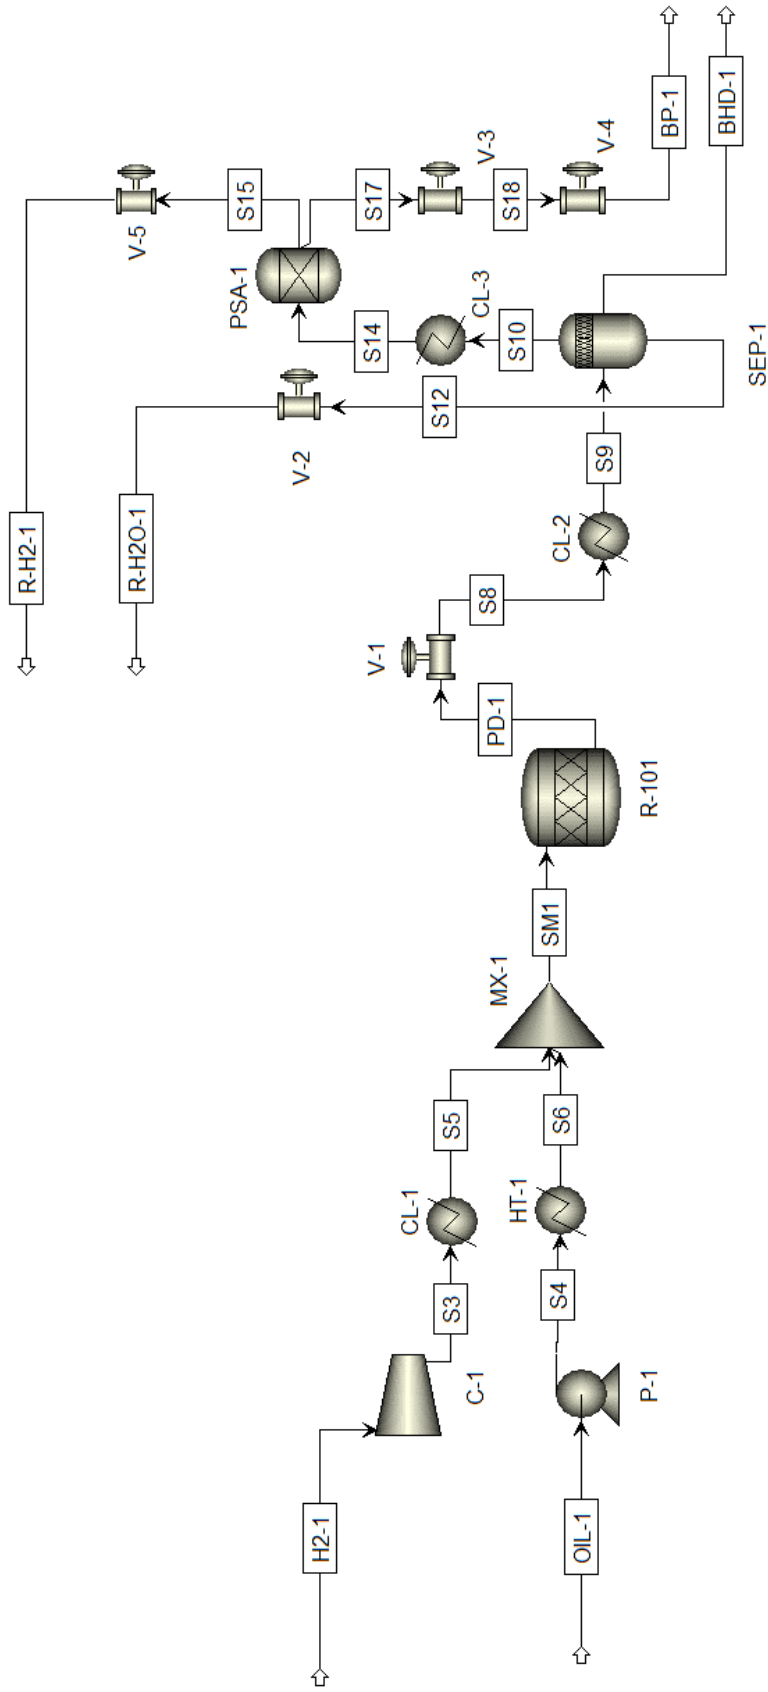 H2-1
C-1
S3
CL-1
S5
OIL-1
P-1
S4
HT-1
S6
MX-1
SM1
R-101
PD-1
V-1
S8
CL-2
S9
SEP-1
S10
CL-3
S14
PSA-1
S12
V-2
R-H2O-1
S15
V-5
R-H2-1
S17
V-3
S18
V-4
BP-1
BHD-1